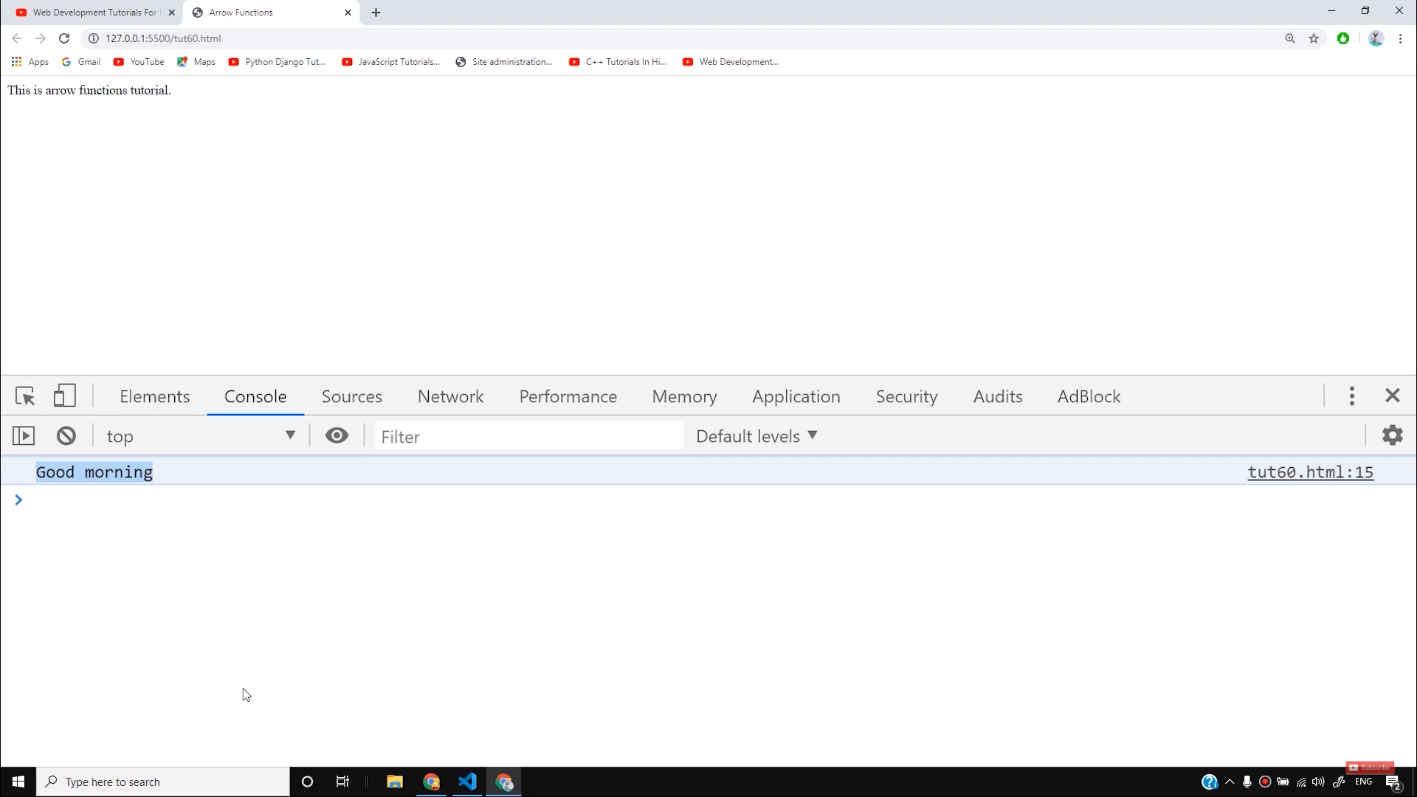 Web Development Tutorials For
Arrow Functions
127.0.0.1:5500/tut60.html
Apps Gmail YouTube Maps Python Django Tut... JavaScript Tutorials... Site administration... C++ Tutorials In Hi... Web Development...
This is arrow functions tutorial.
Elements Console Sources Network Performance Memory Application Security Audits AdBlock
top Filter Default levels
Good morning tut60.html:15
Subscribe
Type here to search ENG 2